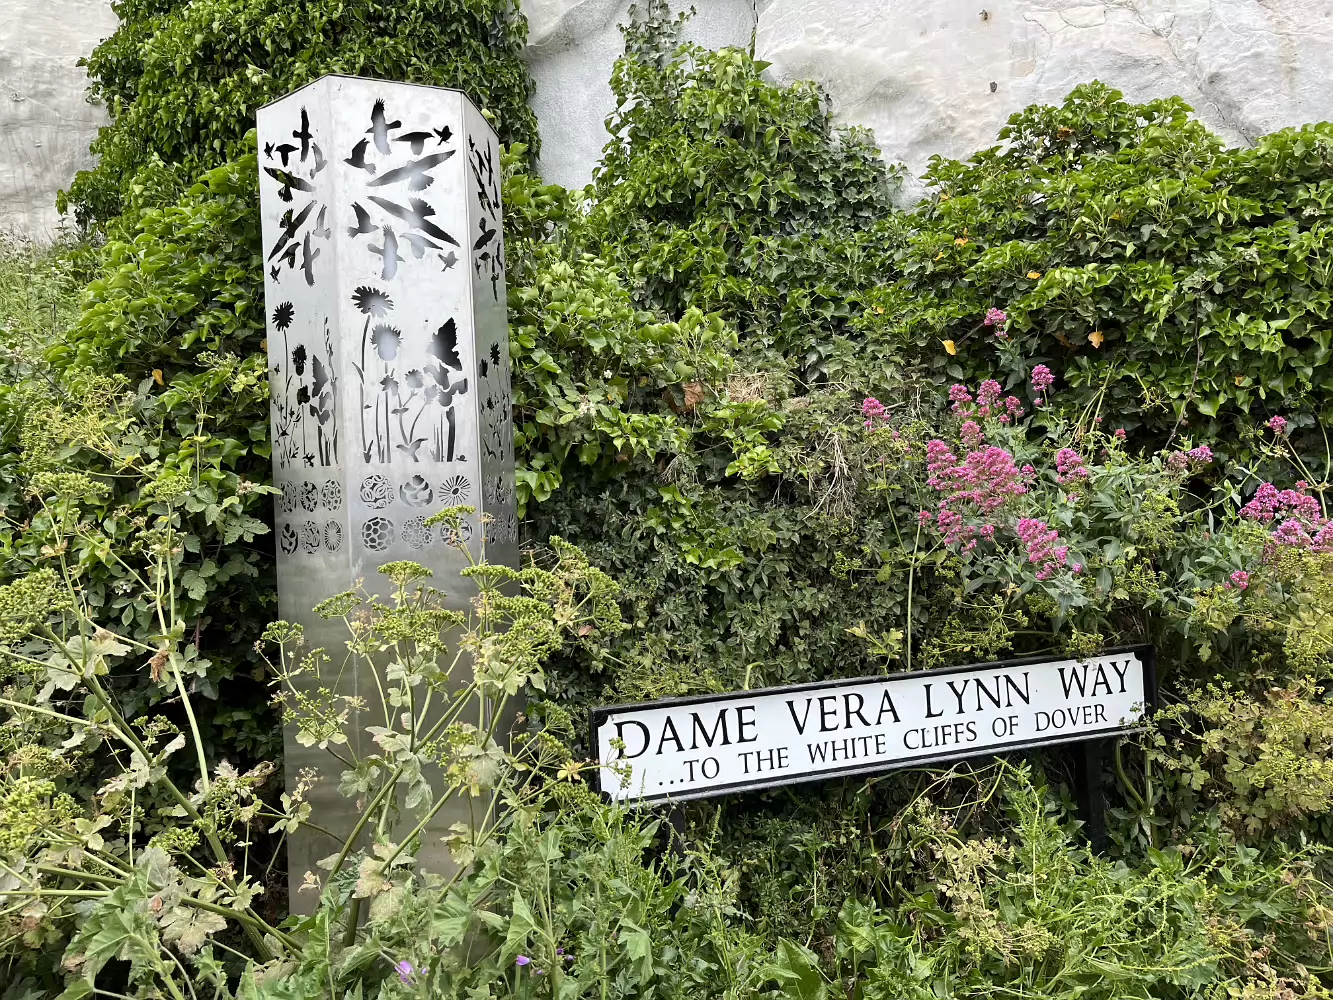 DAME VERA LYNN WAY
...TO THE WHITE CLIFFS OF DOVER